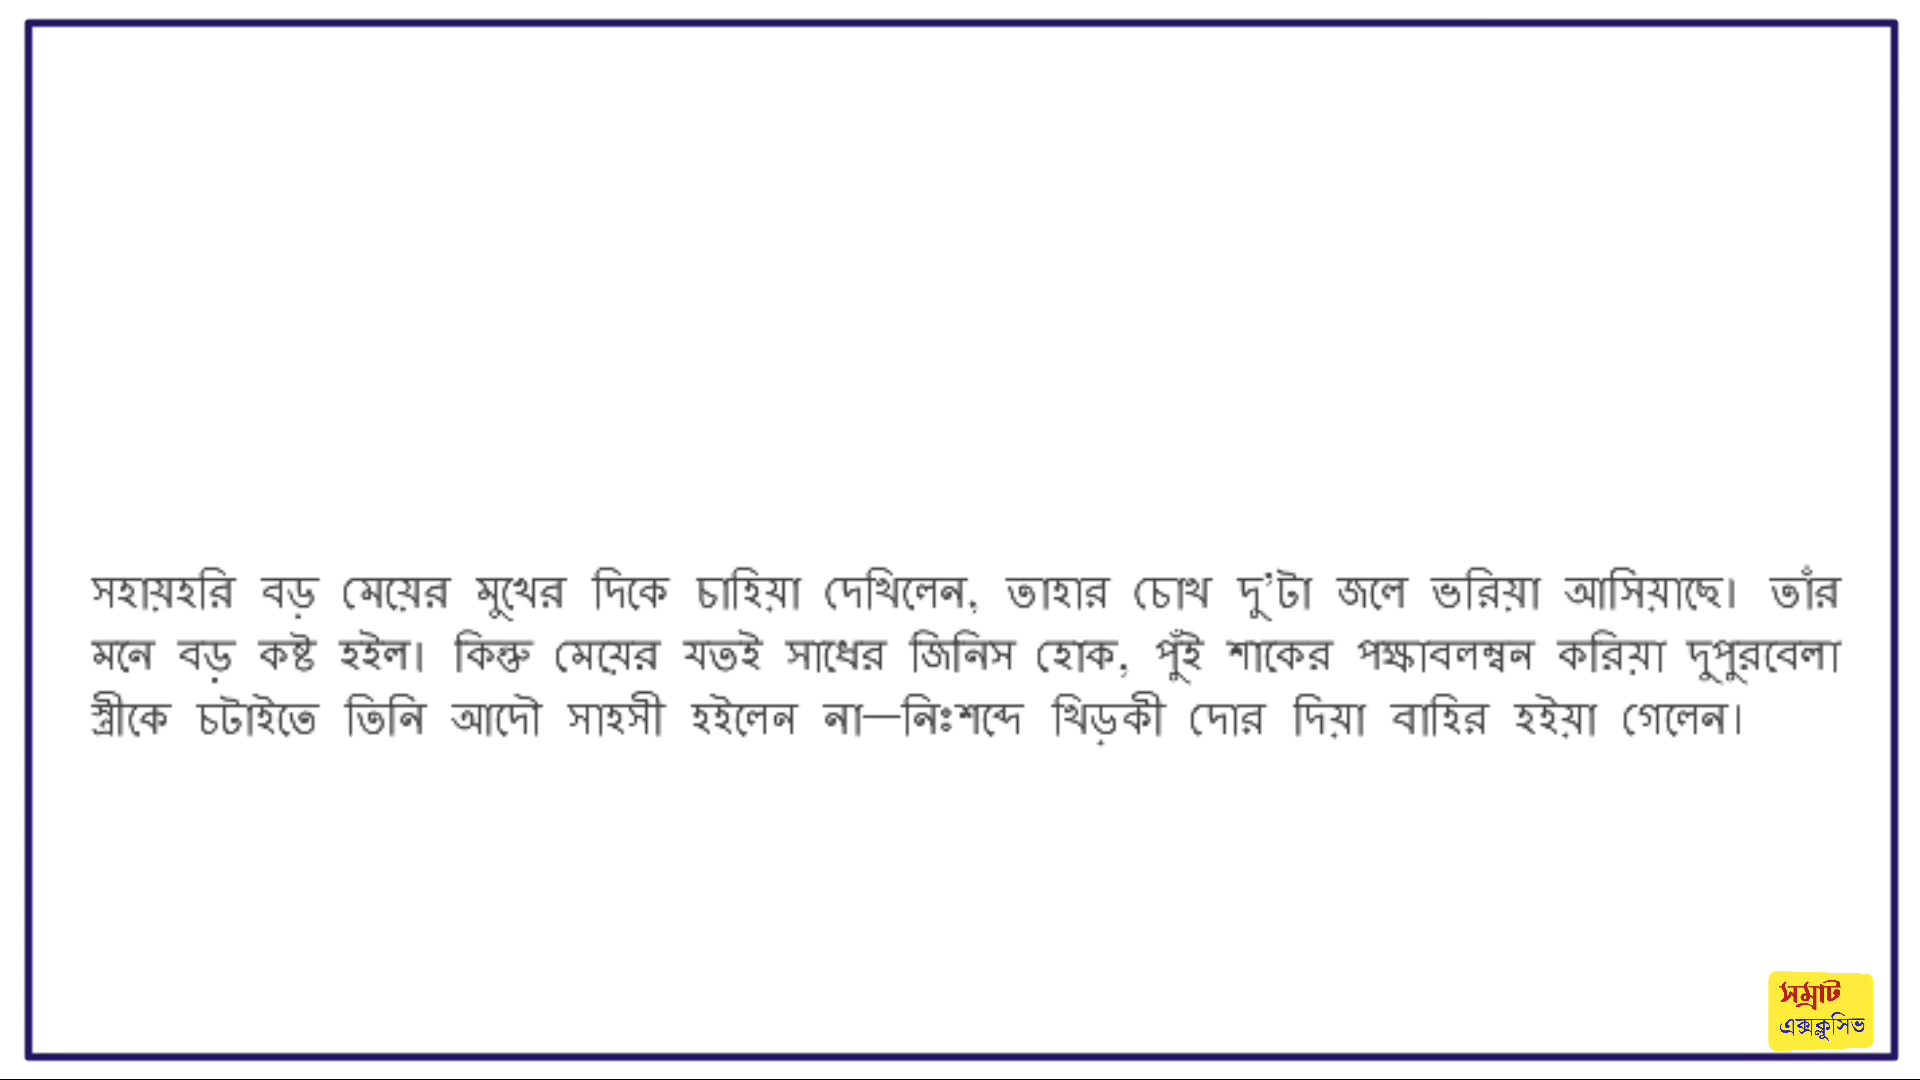 সহায়হরি বড় মেয়ের মুখের দিকে চাহিয়া দেখিলেন, তাহার চোখ দু’টা জলে ভরিয়া আসিয়াছে। তাঁর
মনে বড় কষ্ট হইল। কিন্তু মেয়ের যতই সাধের জিনিস হোক, পুঁই শাকের পক্ষাবলম্বন করিয়া দুপুরবেলা
স্ত্রীকে চটাইতে তিনি আদৌ সাহসী হইলেন না—নিঃশব্দে খিড়কী দোর দিয়া বাহির হইয়া গেলেন।
সম্রাট
এক্সক্লুসিভ